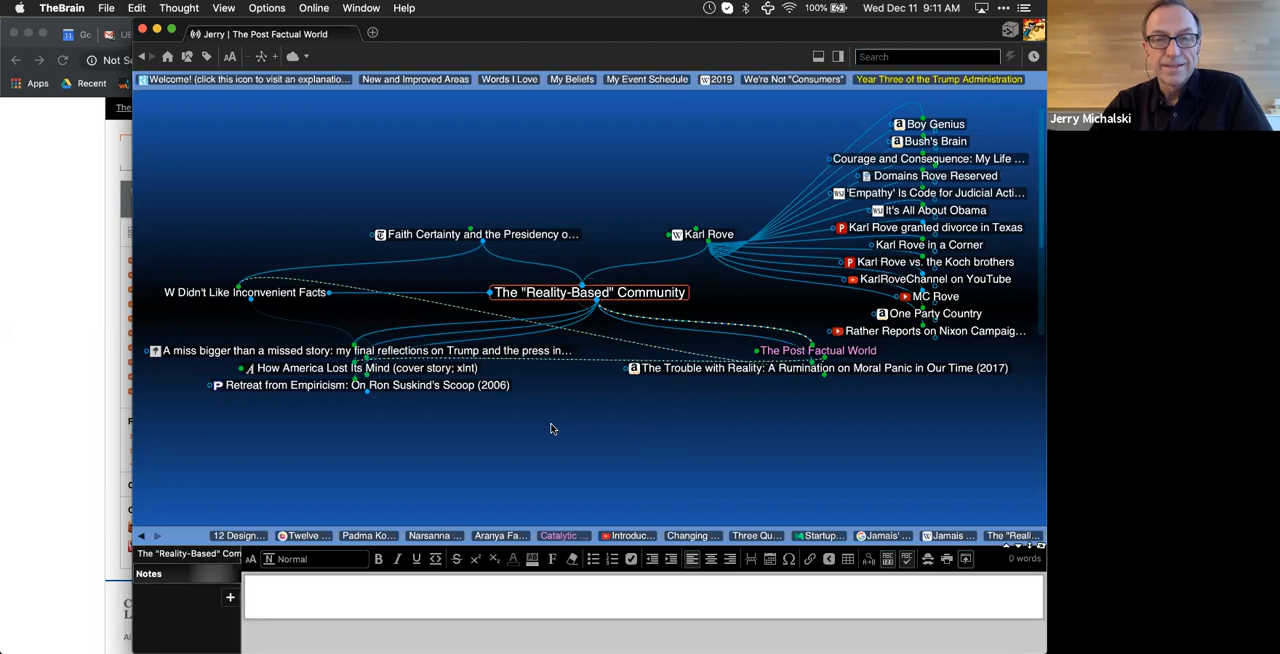 TheBrain File Edit Thought View Options Online Window Help 100% Wed Dec 11 9:11 AM
Jerry | The Post Factual World
Go
Not S
Search
Apps Recent
Welcome! (click this icon to visit an explanatio... New and Improved Areas Words I Love My Beliefs My Event Schedule 2019 We're Not "Consumers" Year Three of the Trump Administration
The
Jerry Michalski
Boy Genius
Bush's Brain
Courage and Consequence: My Life ...
Domains Rove Reserved
'Empathy' Is Code for Judicial Acti...
It's All About Obama
Karl Rove granted divorce in Texas
Faith Certainty and the Presidency o...
Karl Rove
Karl Rove in a Corner
Karl Rove vs. the Koch brothers
KarlRoveChannel on YouTube
W Didn't Like Inconvenient Facts
The "Reality-Based" Community
MC Rove
One Party Country
Rather Reports on Nixon Campaig...
A miss bigger than a missed story: my final reflections on Trump and the press in...
The Post Factual World
How America Lost Its Mind (cover story; xlnt)
The Trouble with Reality: A Rumination on Moral Panic in Our Time (2017)
Retreat from Empiricism: On Ron Suskind's Scoop (2006)
12 Design... Twelve ... Padma Ko... Narsanna ... Aranya Fa... Catalytic ... Introduc... Changing ... Three Qu... Startup... Jamais' ... Jamais ... The "Reali...
The "Reality-Based" Com
Normal
0 words
Notes